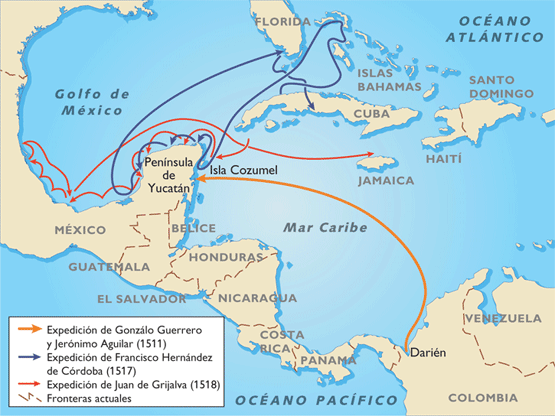 FLORIDA
OCÉANO
ATLÁNTICO
Golfo de
México
ISLAS
BAHAMAS
SANTO
DOMINGO
CUBA
Península
de
Yucatán
Isla Cozumel
HAITÍ
JAMAICA
MÉXICO
BELICE
Mar Caribe
GUATEMALA
HONDURAS
EL SALVADOR
NICARAGUA
COSTA
RICA
PANAMÁ
Darién
VENEZUELA
COLOMBIA
OCÉANO PACÍFICO
Expedición de Gonzálo Guerrero
y Jerónimo Aguilar (1511)
Expedición de Francisco Hernández
de Córdoba (1517)
Expedición de Juan de Grijalva (1518)
Fronteras actuales